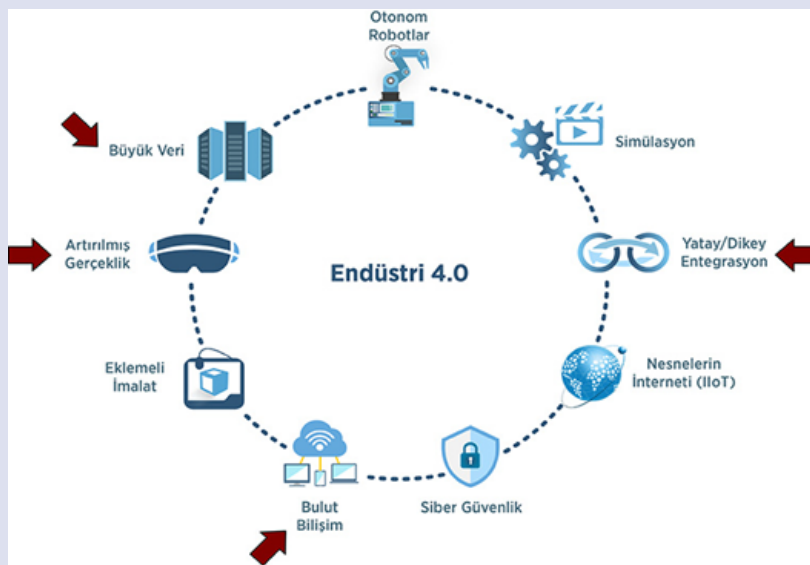 Otonom
Robotlar
Simülasyon
Yatay/Dikey
Entegrasyon
Nesnelerin
İnterneti (IIoT)
Siber Güvenlik
Bulut
Bilişim
Eklemeli
İmalat
Artırılmış
Gerçeklik
Büyük Veri
Endüstri 4.0